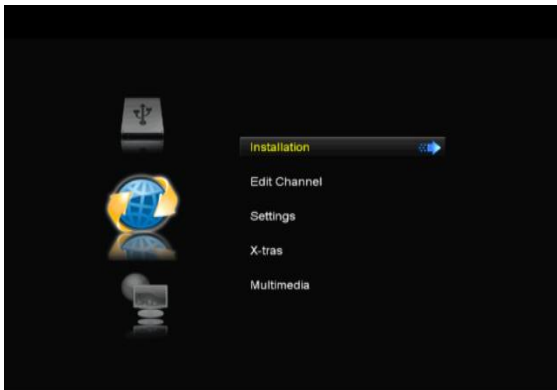 Installation
Edit Channel
Settings
X-tras
Multimedia